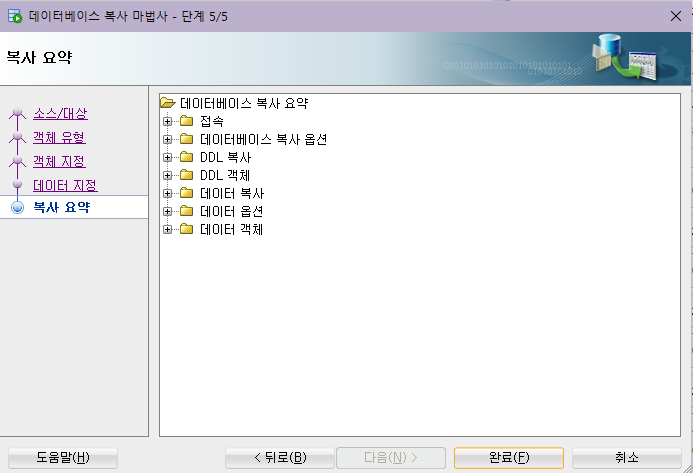 데이터베이스 복사 마법사 - 단계 5/5
복사 요약
0101010101010101010101010101
01010101010
소스/대상
객체 유형
객체 지정
데이터 지정
복사 요약
데이터베이스 복사 요약
접속
데이터베이스 복사 옵션
DDL 복사
DDL 객체
데이터 복사
데이터 옵션
데이터 객체
도움말(H)
< 뒤로(B)
다음(N) >
완료(F)
취소